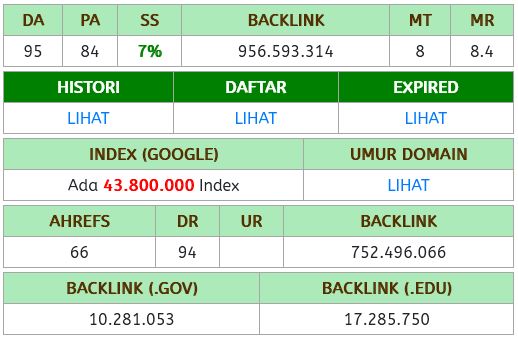 DA PA SS BACKLINK MT MR
95 84 7% 956.593.314 8 8.4
HISTORI DAFTAR EXPIRED
LIHAT LIHAT LIHAT
INDEX (GOOGLE) UMUR DOMAIN
Ada 43.800.000 Index LIHAT
AHREFS DR UR BACKLINK
66 94 752.496.066
BACKLINK (.GOV) BACKLINK (.EDU)
10.281.053 17.285.750